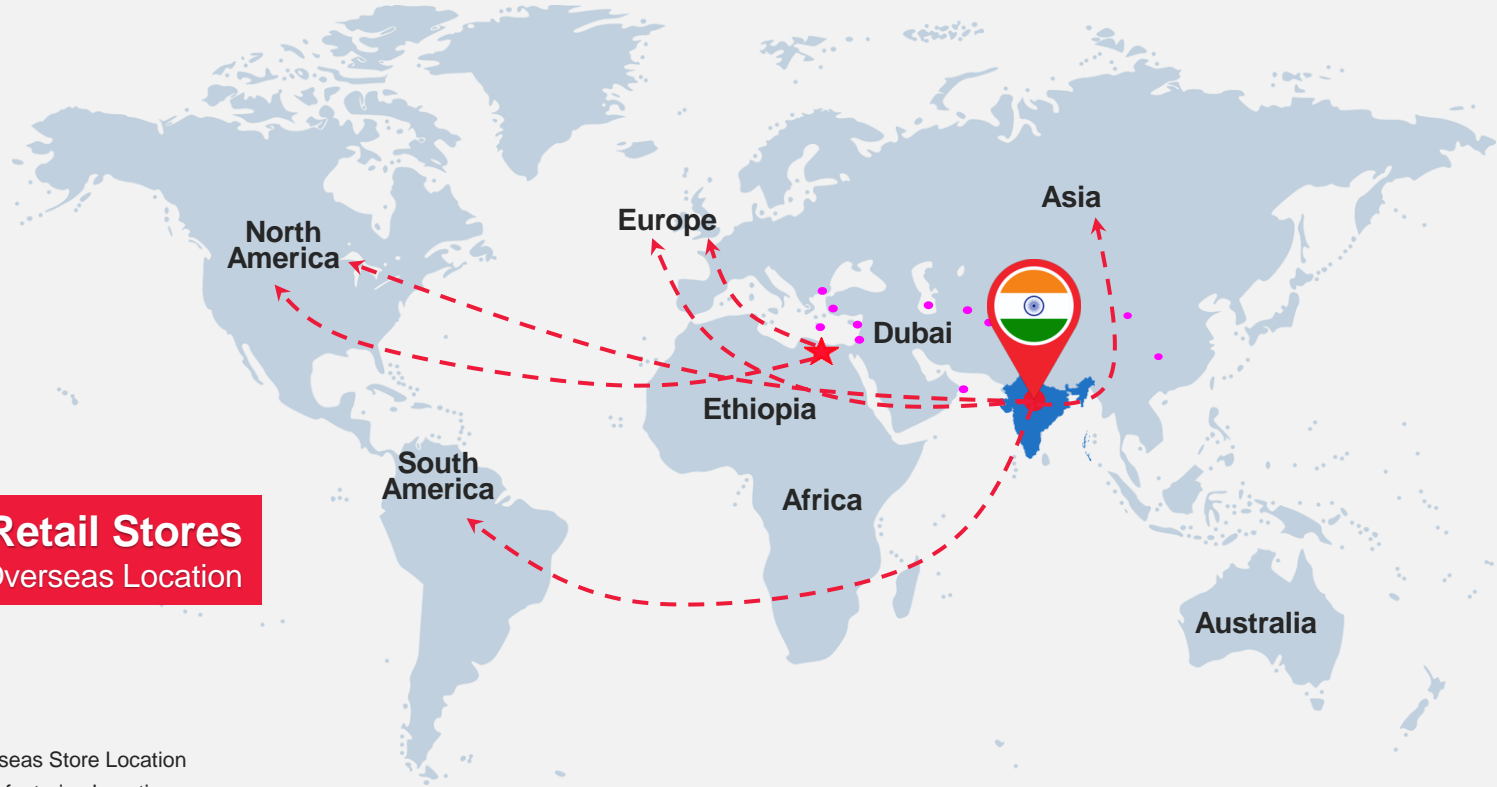 Asia
Europe
North
America
Dubai
Ethiopia
South
America
Africa
Retail Stores
Overseas Location
Australia
seas Store Location